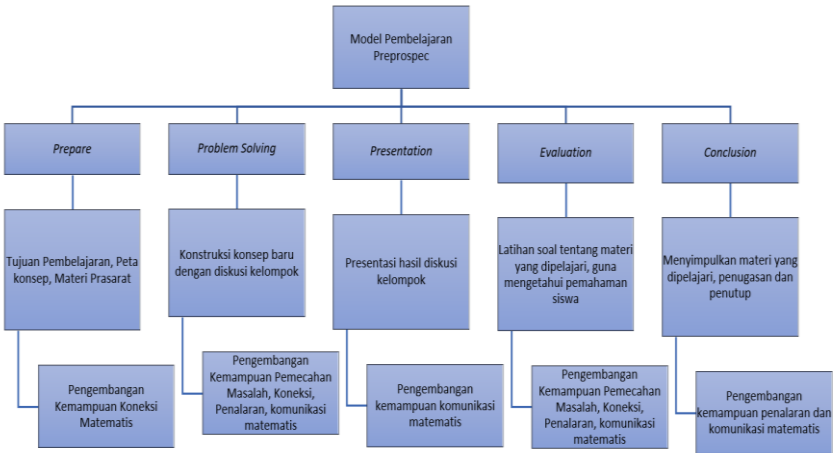 Model Pembelajaran
Preprospec
Prepare
Problem Solving
Presentation
Evaluation
Conclusion
Tujuan Pembelajaran, Peta
konsep, Materi Prasarat
Konstruksi konsep baru
dengan diskusi kelompok
Presentasi hasil diskusi
kelompok
Latihan soal tentang materi
yang dipelajari, guna
mengetahui pemahaman
siswa
Menyimpulkan materi yang
dipelajari, penugasan dan
penutup
Pengembangan
Kemampuan Koneksi
Matematis
Pengembangan
Kemampuan Pemecahan
Masalah, Koneksi,
Penalaran, komunikasi
matematis
Pengembangan
kemampuan komunikasi
matematis
Pengembangan
Kemampuan Pemecahan
Masalah, Koneksi,
Penalaran, komunikasi
matematis
Pengembangan
kemampuan penalaran dan
komunikasi matematis